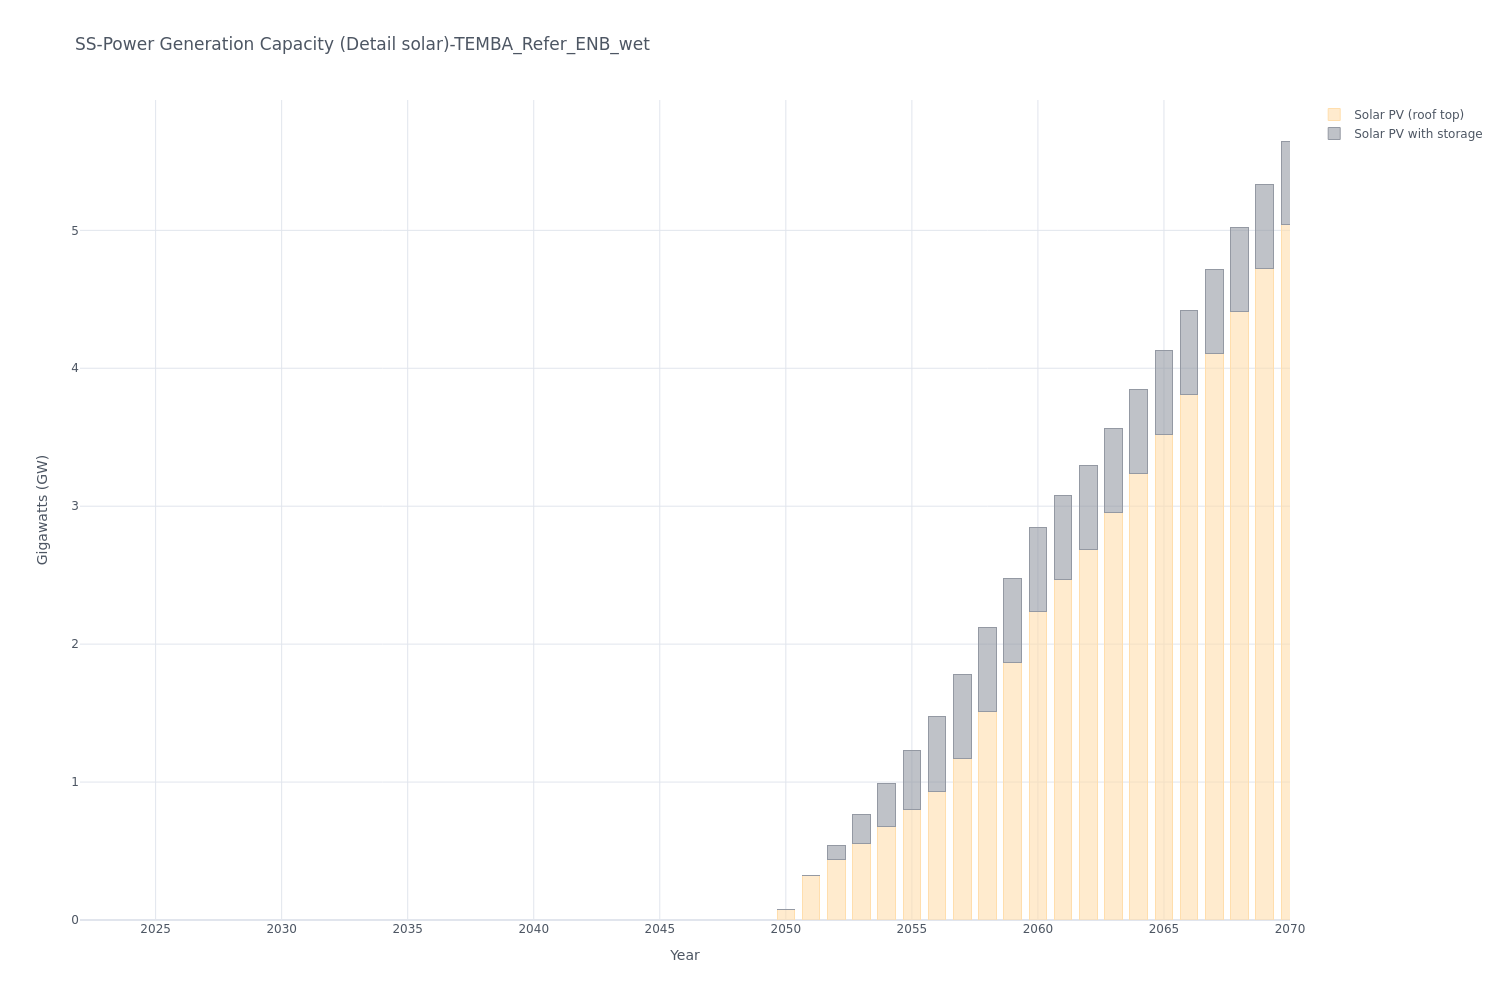 SS-Power Generation Capacity (Detail solar)-TEMBA_Refer_ENB_wet
Solar PV (roof top)
Solar PV with storage
Gigawatts (GW)
5
4
3
2
1
0
2025 2030 2035 2040 2045 2050 2055 2060 2065 2070
Year